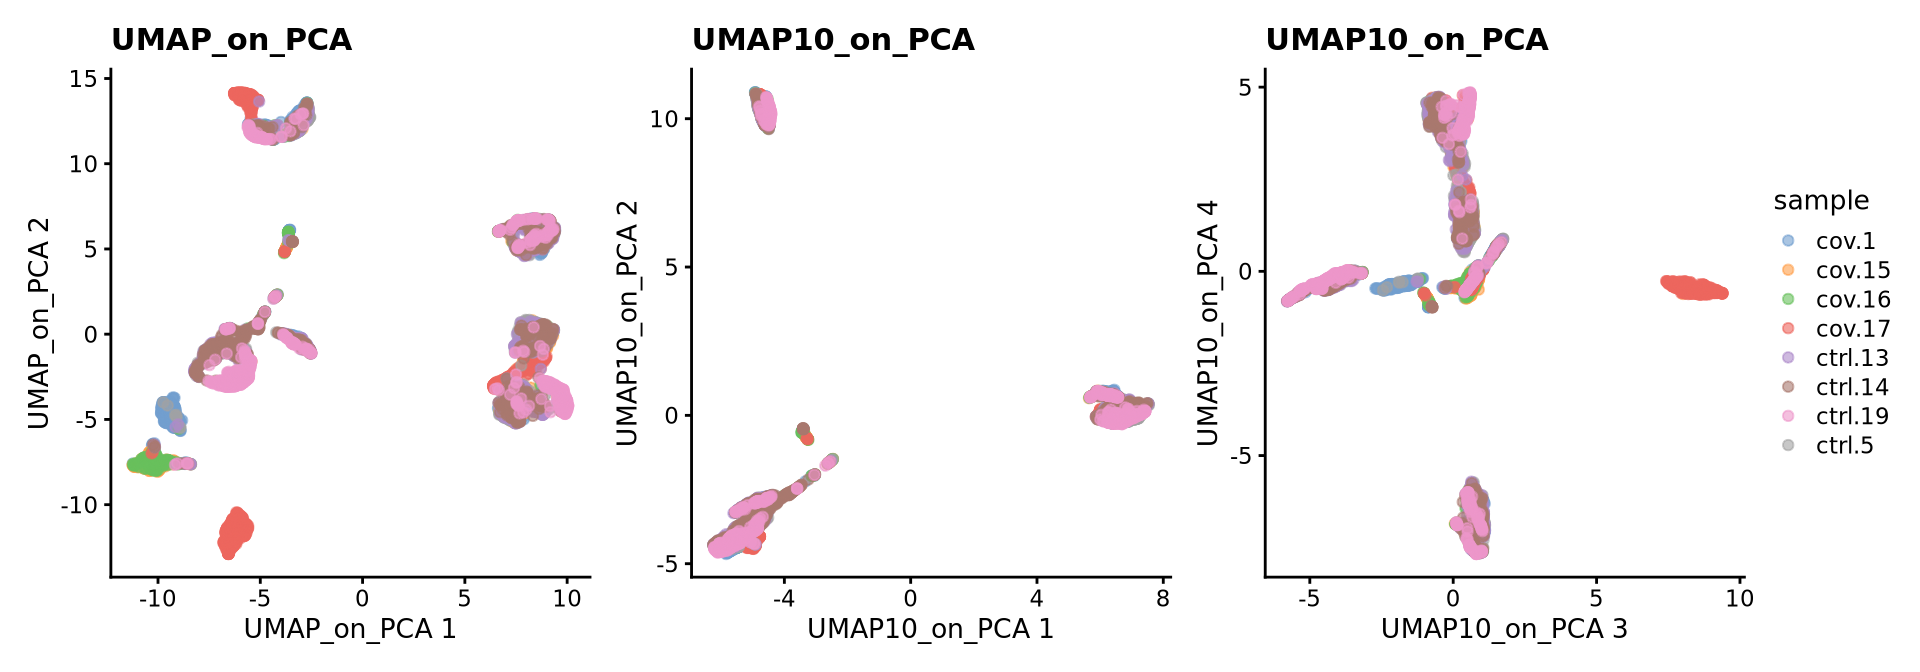 UMAP_on_PCA
15
10
5
0
-5
-10
-10
-5
0
5
10
UMAP_on_PCA 1
UMAP_on_PCA 2
UMAP10_on_PCA
10
5
0
-5
-4
0
4
8
UMAP10_on_PCA 1
UMAP10_on_PCA 2
UMAP10_on_PCA
5
0
-5
-5
0
5
10
UMAP10_on_PCA 3
UMAP10_on_PCA 4
sample
cov.1
cov.15
cov.16
cov.17
ctrl.13
ctrl.14
ctrl.19
ctrl.5